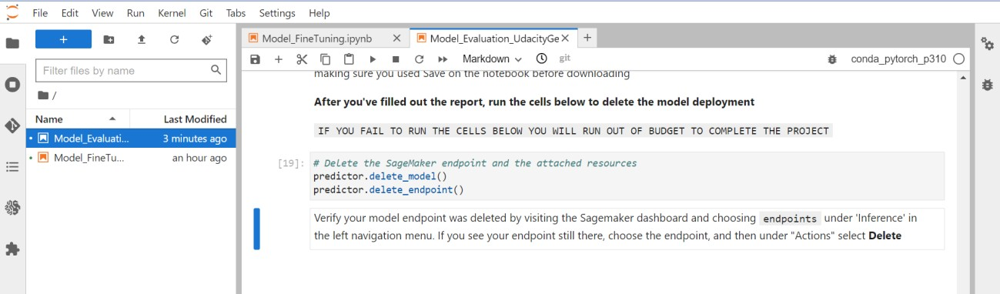 File Edit View Run Kernel Git Tabs Settings Help
Filter files by name
/
Name Last Modified
Model_Evaluati... 3 minutes ago
Model_FineTu... an hour ago
Model_FineTuning.ipynb Model_Evaluation_UdacityGe
Markdown git conda_pytorch_p310
making sure you used Save on the notebook before downloading
After you've filled out the report, run the cells below to delete the model deployment
IF YOU FAIL TO RUN THE CELLS BELOW YOU WILL RUN OUT OF BUDGET TO COMPLETE THE PROJECT
[19]: # Delete the SageMaker endpoint and the attached resources
predictor.delete_model()
predictor.delete_endpoint()
Verify your model endpoint was deleted by visiting the Sagemaker dashboard and choosing endpoints under 'Inference' in
the left navigation menu. If you see your endpoint still there, choose the endpoint, and then under "Actions" select Delete